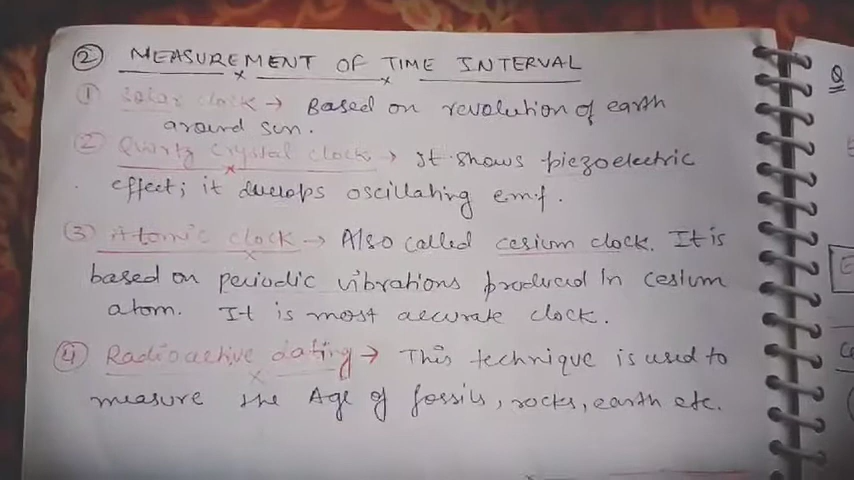 ② MEASUREMENT OF TIME INTERVAL
① Solar clock → Based on revolution of earth
around sun.
② Quartz crystal clock → It shows piezoelectric
effect; it develops oscillating emf.
③ Atomic clock → Also called cesium clock. It is
based on periodic vibrations produced in cesium
atom. It is most accurate clock.
④ Radioactive dating → This technique is used to
measure the Age of fossils, rocks, earth etc.
Q